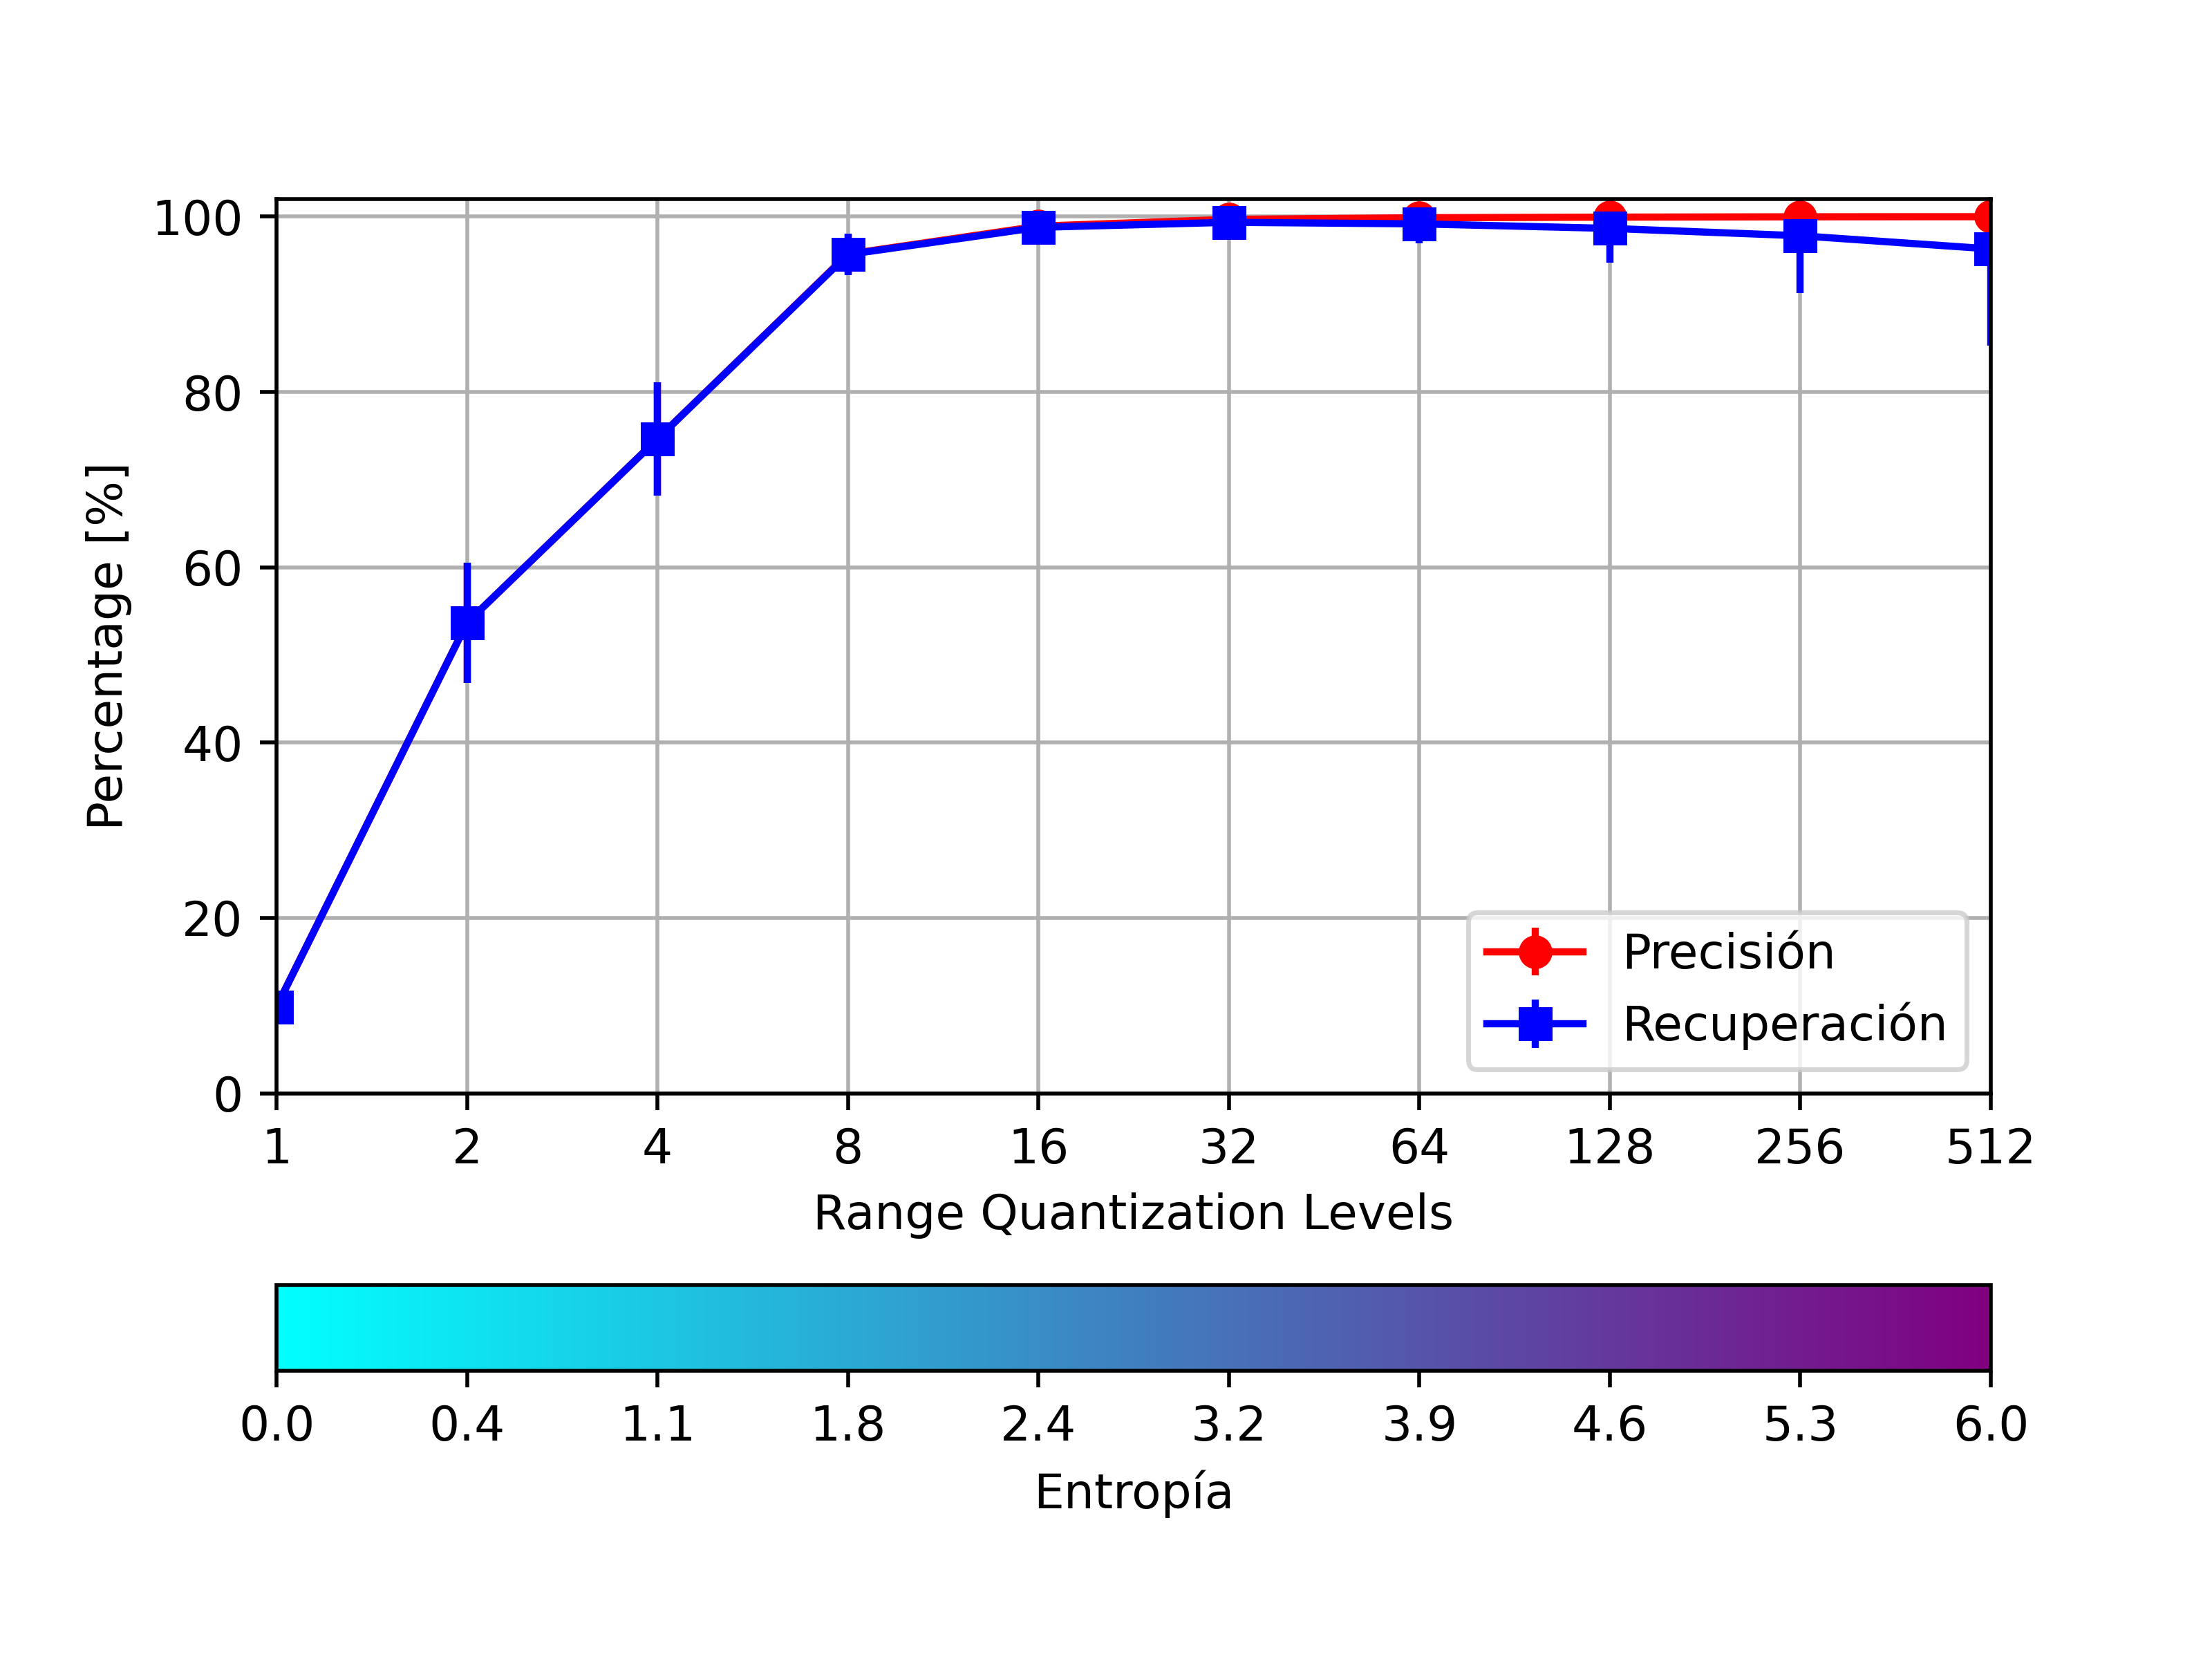 100
80
60
40
20
0
Percentage [%]
Precisión
Recuperación
1 2 4 8 16 32 64 128 256 512
Range Quantization Levels
0.0 0.4 1.1 1.8 2.4 3.2 3.9 4.6 5.3 6.0
Entropía